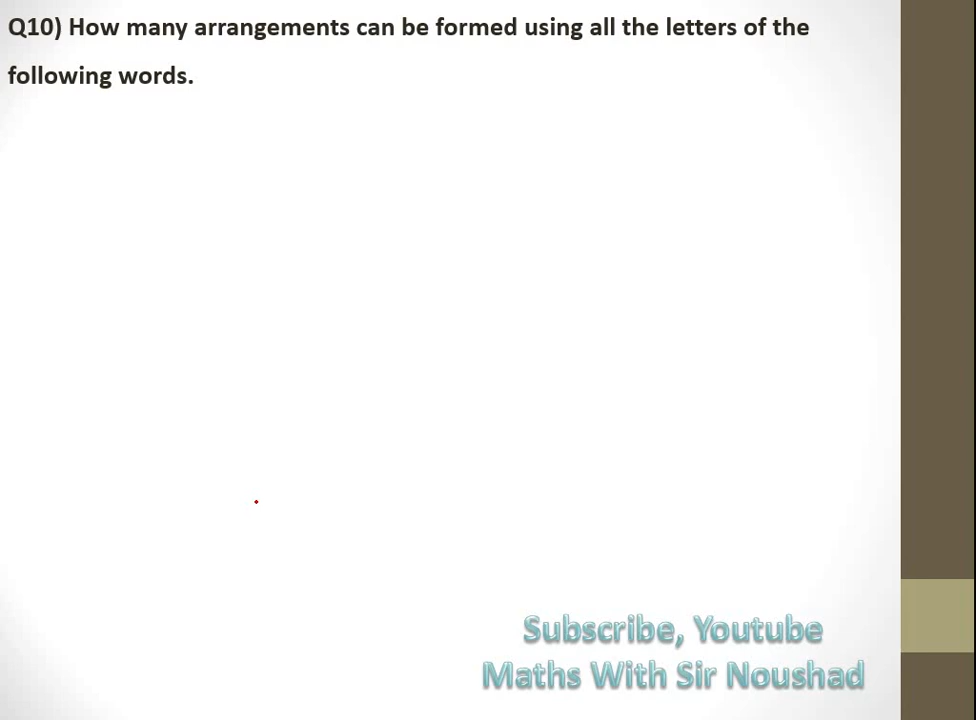 Q10) How many arrangements can be formed using all the letters of the
following words.
Subscribe, Youtube
Maths With Sir Noushad